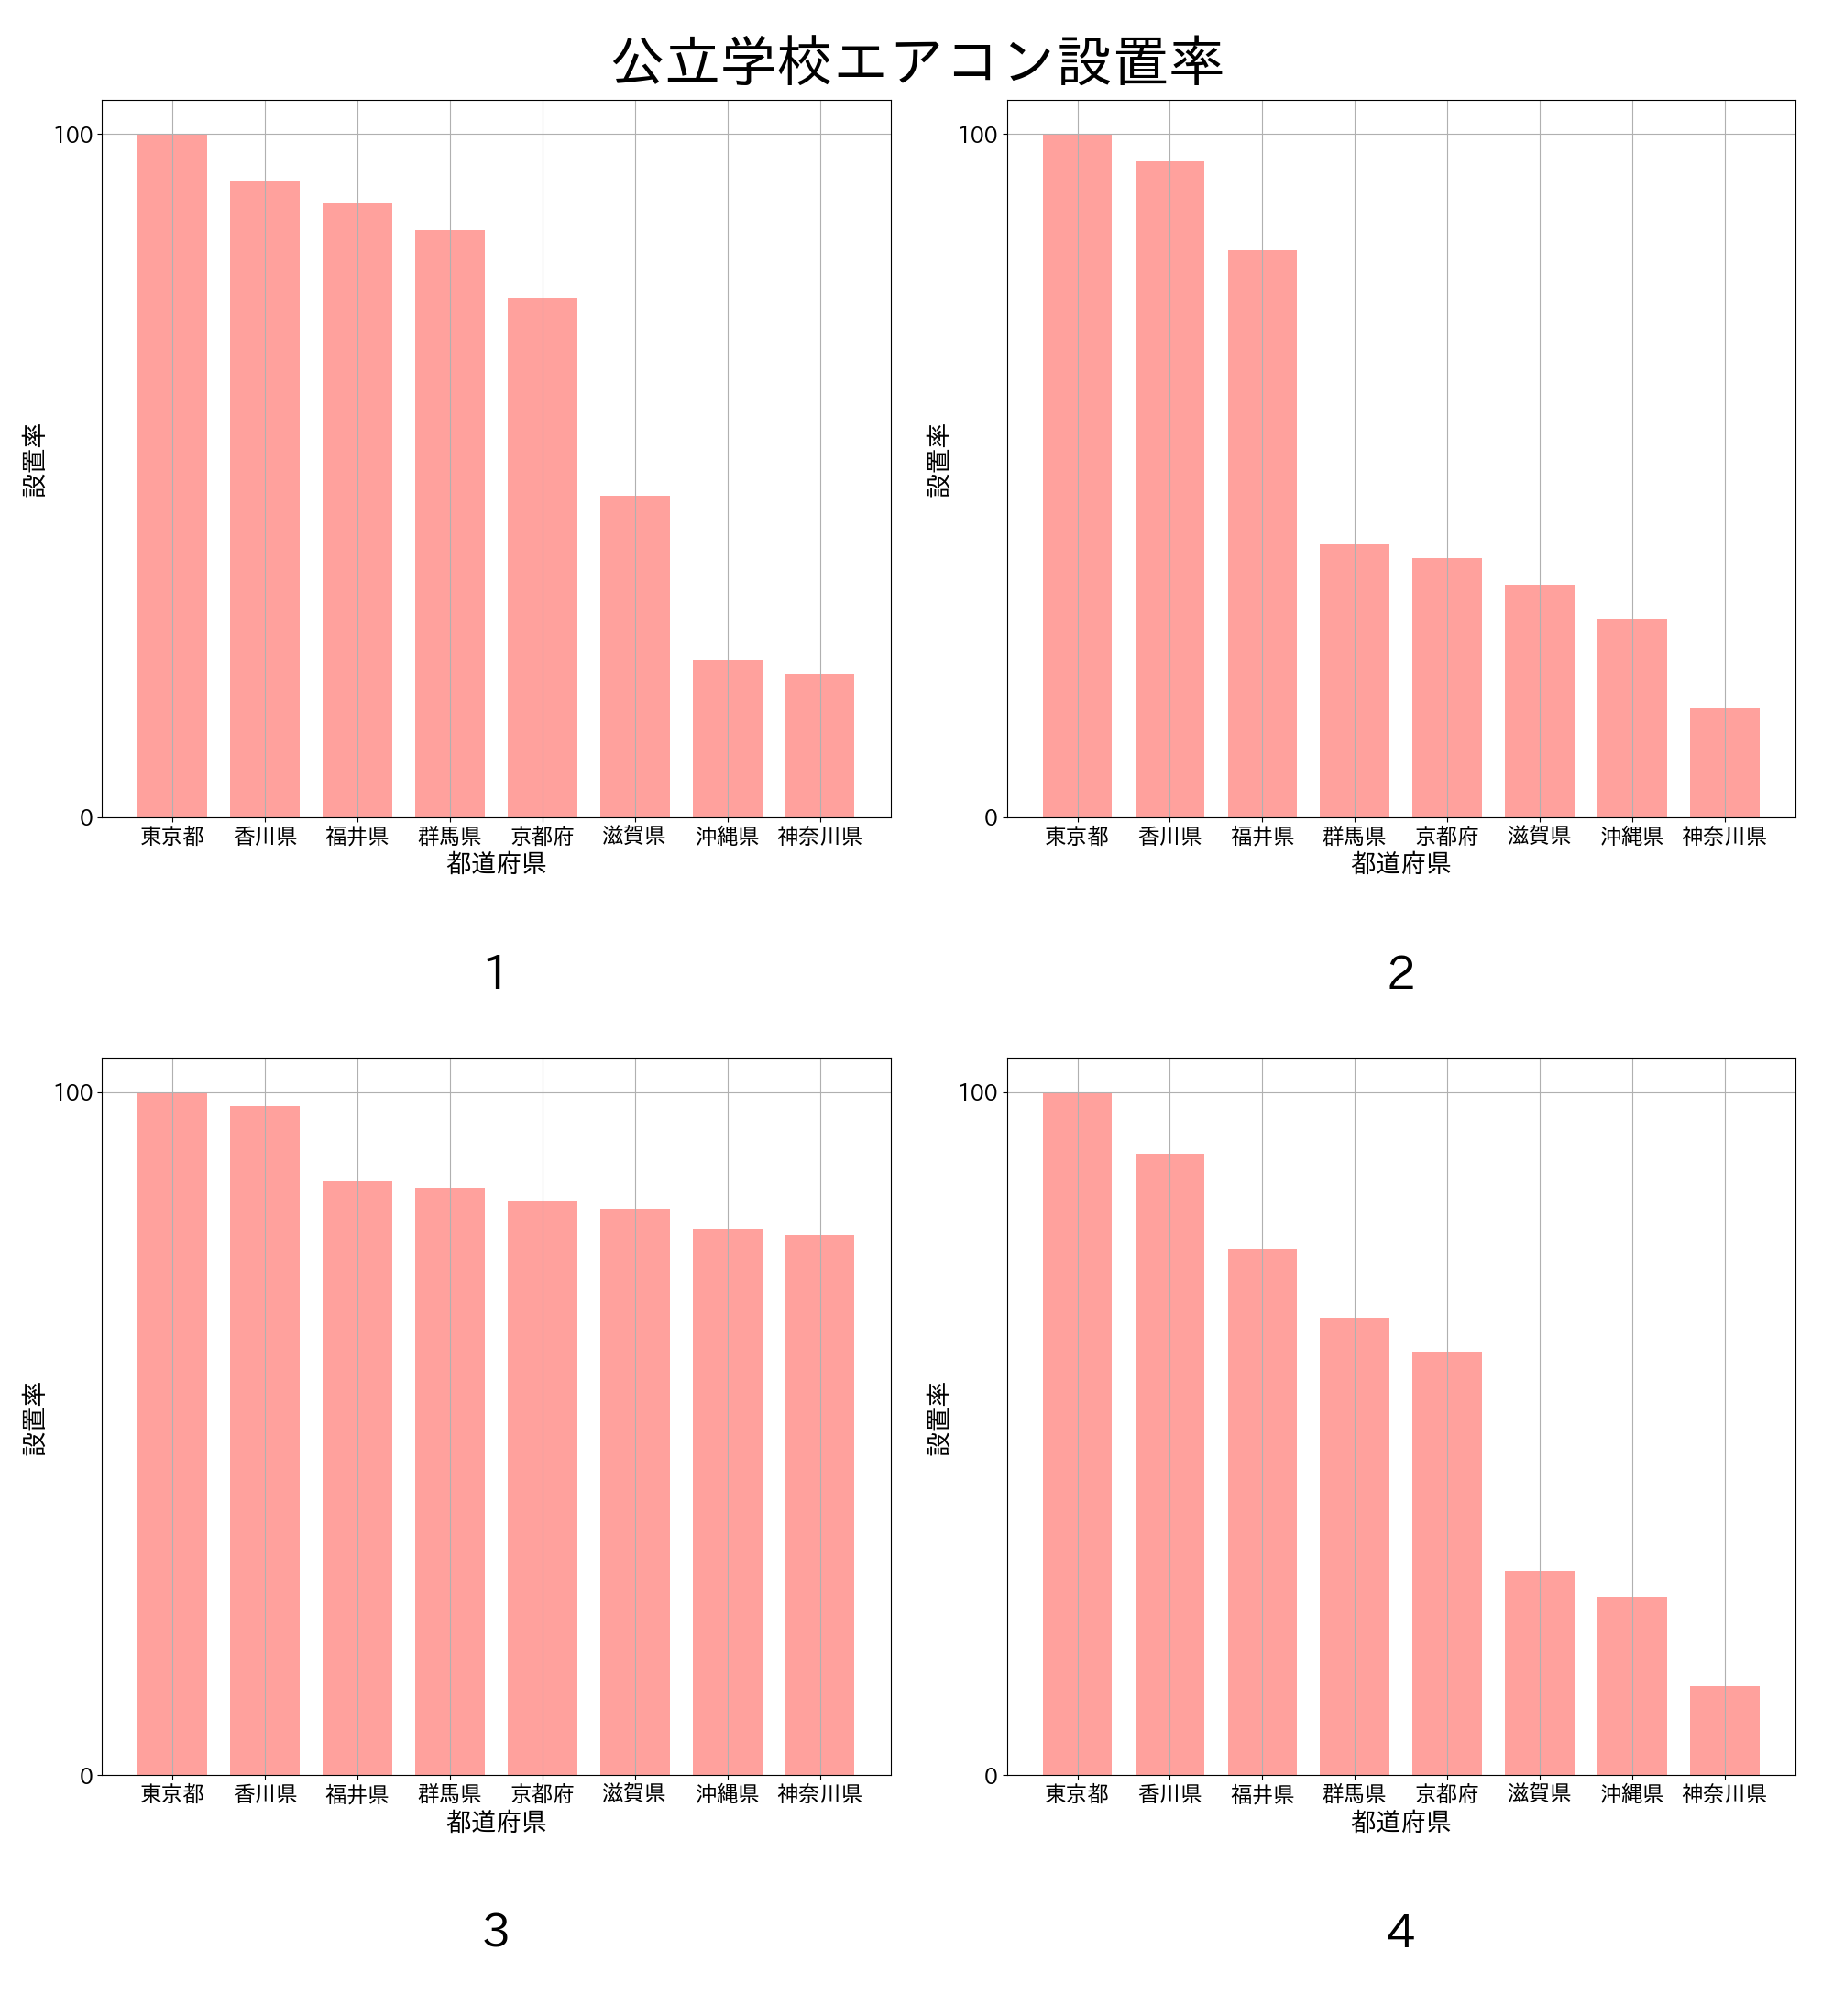 公立学校エアコン設置率
100
0
設置率
東京都 香川県 福井県 群馬県 京都府 滋賀県 沖縄県 神奈川県
都道府県
1
100
0
設置率
東京都 香川県 福井県 群馬県 京都府 滋賀県 沖縄県 神奈川県
都道府県
2
100
0
設置率
東京都 香川県 福井県 群馬県 京都府 滋賀県 沖縄県 神奈川県
都道府県
3
100
0
設置率
東京都 香川県 福井県 群馬県 京都府 滋賀県 沖縄県 神奈川県
都道府県
4